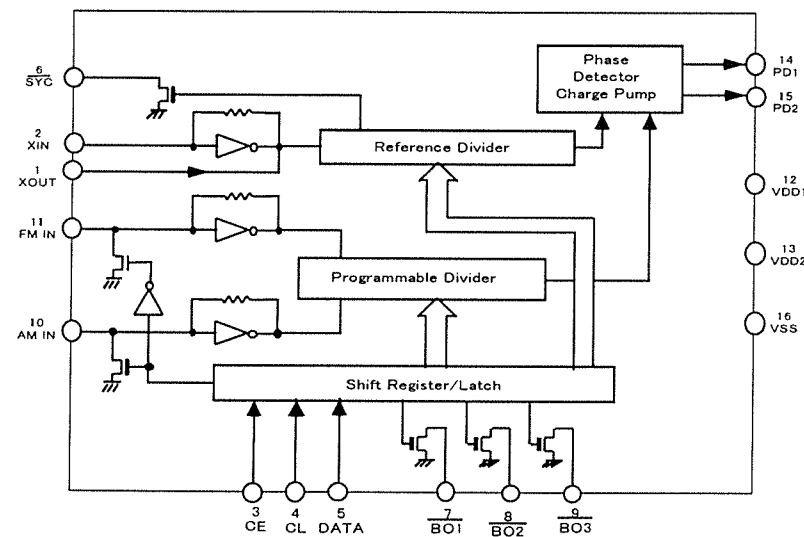 6
SYC
Phase
Detector
Charge Pump
14
PD1
15
PD2
2
XIN
1
XOUT
Reference Divider
12
VDD1
11
FM IN
13
VDD2
Programmable Divider
10
AM IN
16
VSS
Shift Register/Latch
3
CE
4
CL
5
DATA
7
BO1
8
BO2
9
BO3